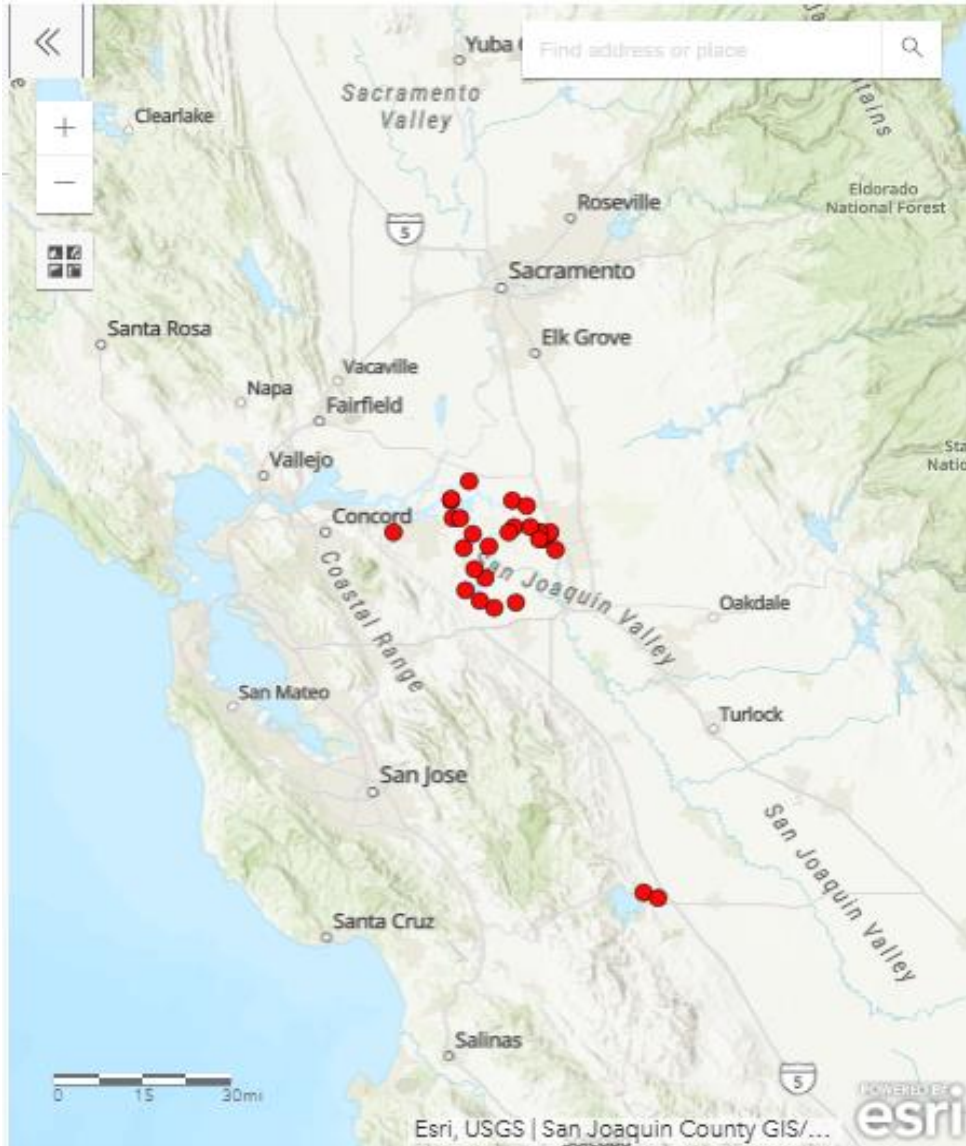 Yuba
Find address or place
Sacramento
Valley
Clearlake
Eldorado
National Forest
Roseville
5
Sacramento
Santa Rosa
Elk Grove
Vacaville
Napa
Fairfield
Vallejo
Concord
San Joaquin Valley
Coastal Range
Oakdale
San Mateo
Turlock
San Jose
San Joaquin Valley
Santa Cruz
Salinas
5
0 15 30mi
POWERED BY
esri
Esri, USGS | San Joaquin County GIS/...